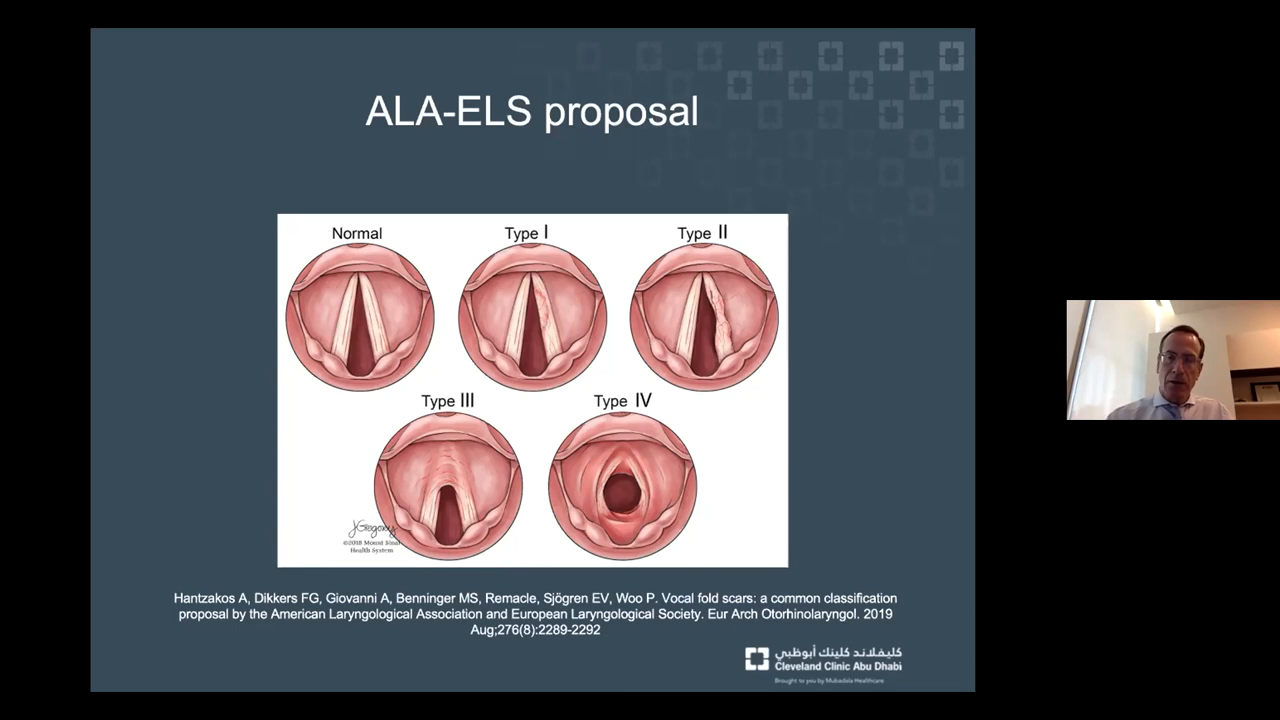 ALA-ELS proposal
Normal
Type I
Type II
Type III
Type IV
JGregory
©2018 Mount Sinai
Health System
Hantzakos A, Dikkers FG, Giovanni A, Benninger MS, Remacle, Sjögren EV, Woo P. Vocal fold scars: a common classification
proposal by the American Laryngological Association and European Laryngological Society. Eur Arch Otorhinolaryngol. 2019
Aug;276(8):2289-2292
كليفلاند كلينك أبوظبي
Cleveland Clinic Abu Dhabi
Brought to you by Mubadala Healthcare